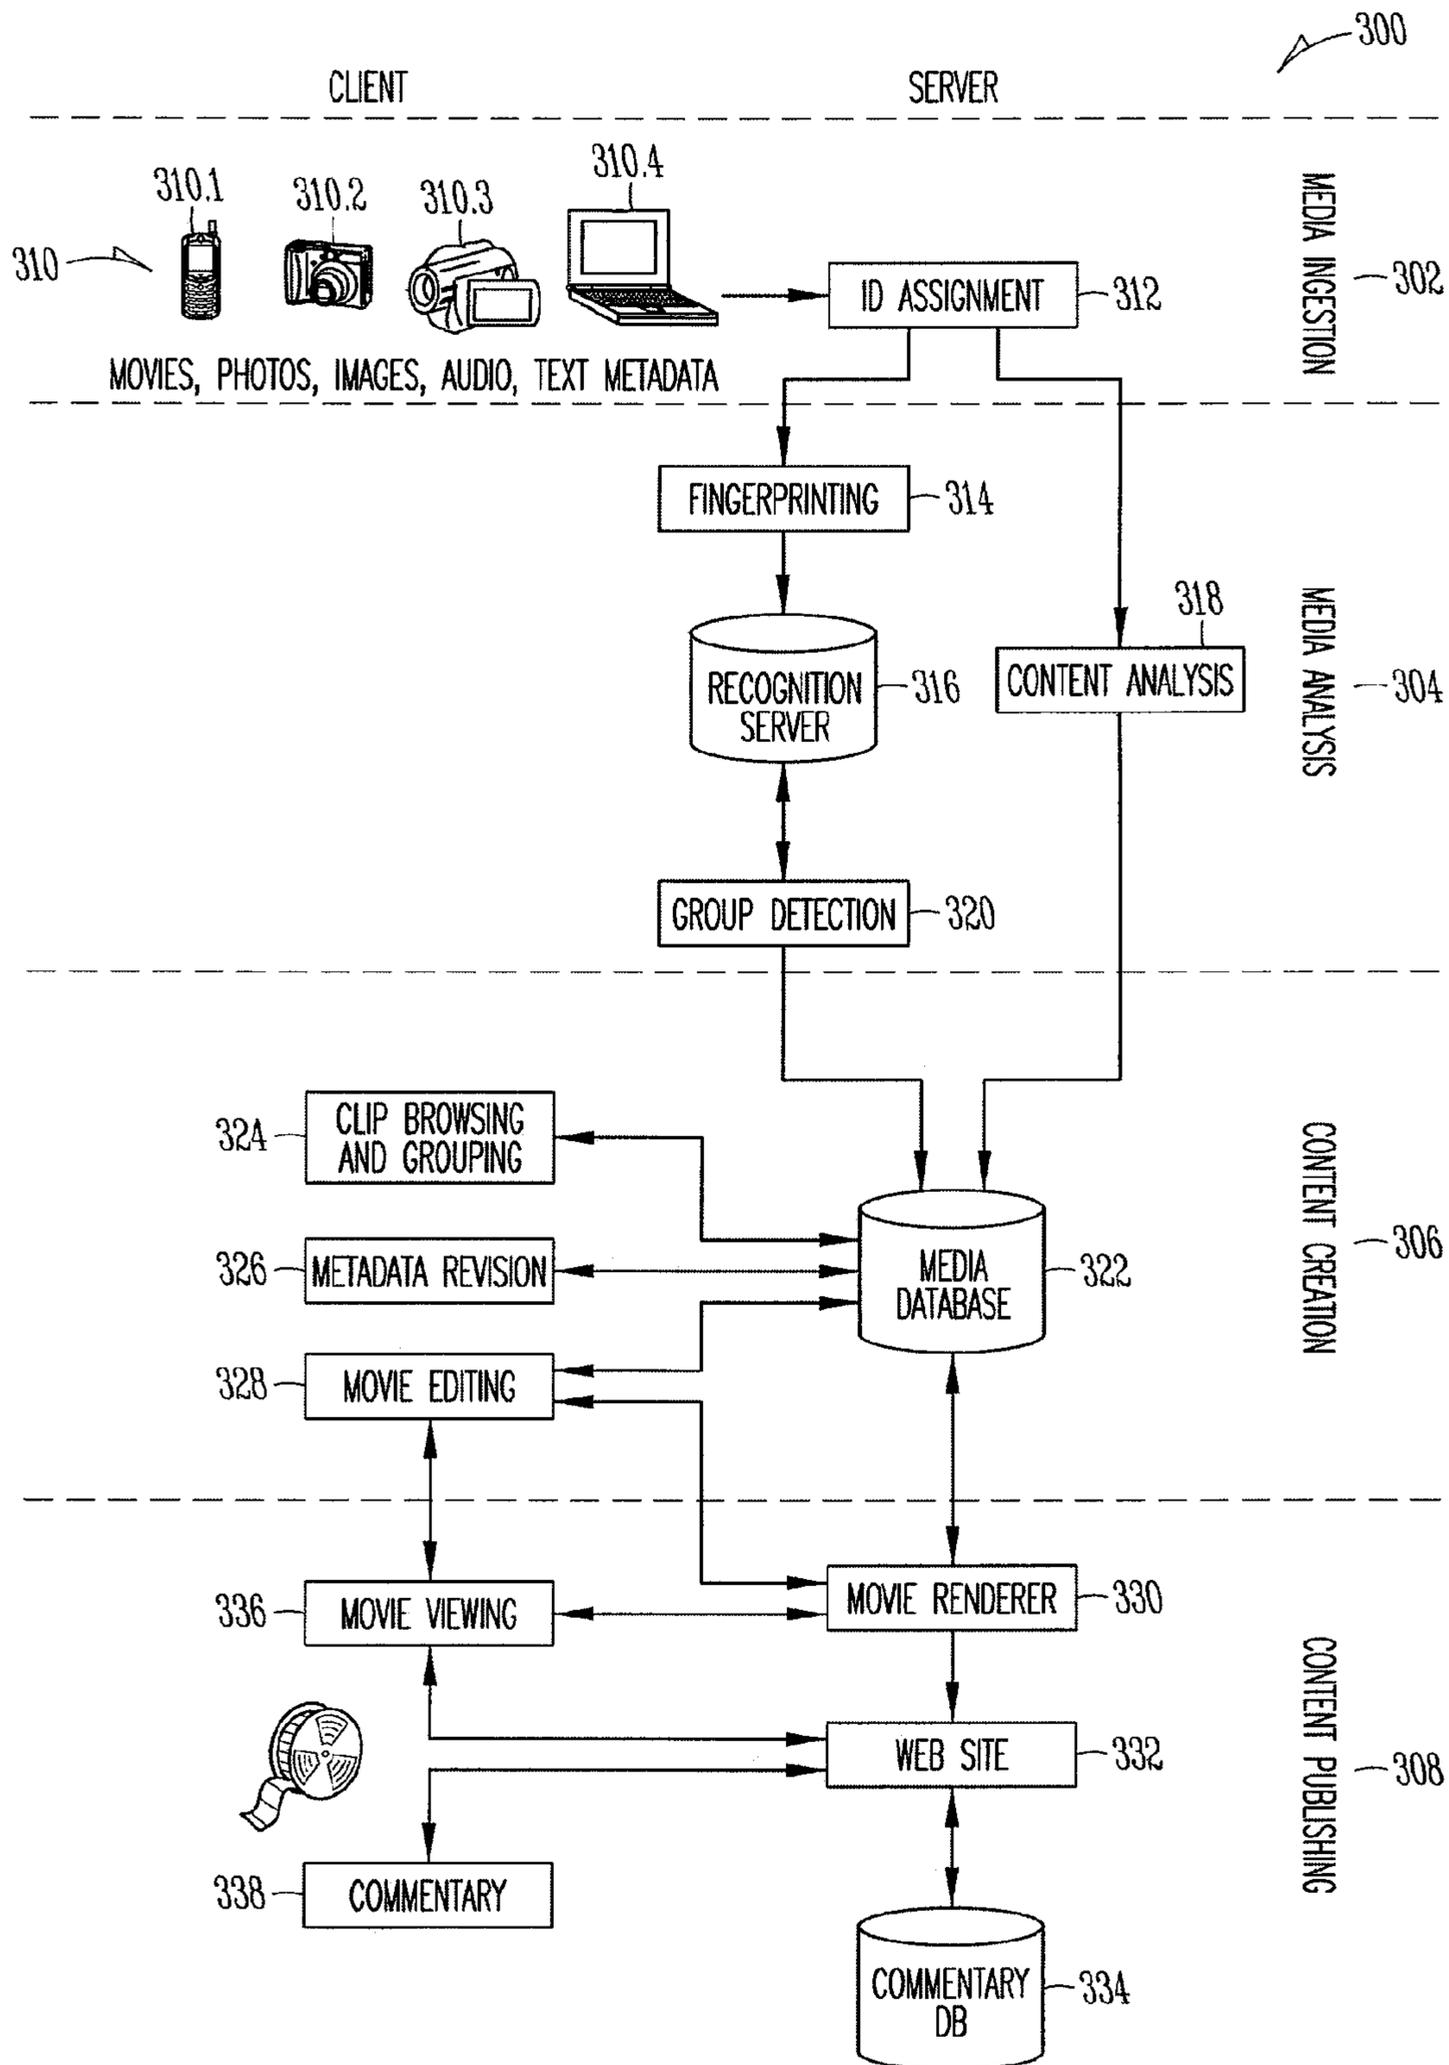 300
CLIENT
SERVER
310.1
310.2
310.3
310.4
310
ID ASSIGNMENT
312
MEDIA INGESTION
302
MOVIES, PHOTOS, IMAGES, AUDIO, TEXT METADATA
FINGERPRINTING
314
318
RECOGNITION
SERVER
316
CONTENT ANALYSIS
MEDIA ANALYSIS
304
GROUP DETECTION
320
324
CLIP BROWSING
AND GROUPING
326
METADATA REVISION
MEDIA
DATABASE
322
CONTENT CREATION
306
328
MOVIE EDITING
336
MOVIE VIEWING
MOVIE RENDERER
330
WEB SITE
332
CONTENT PUBLISHING
308
338
COMMENTARY
COMMENTARY
DB
334